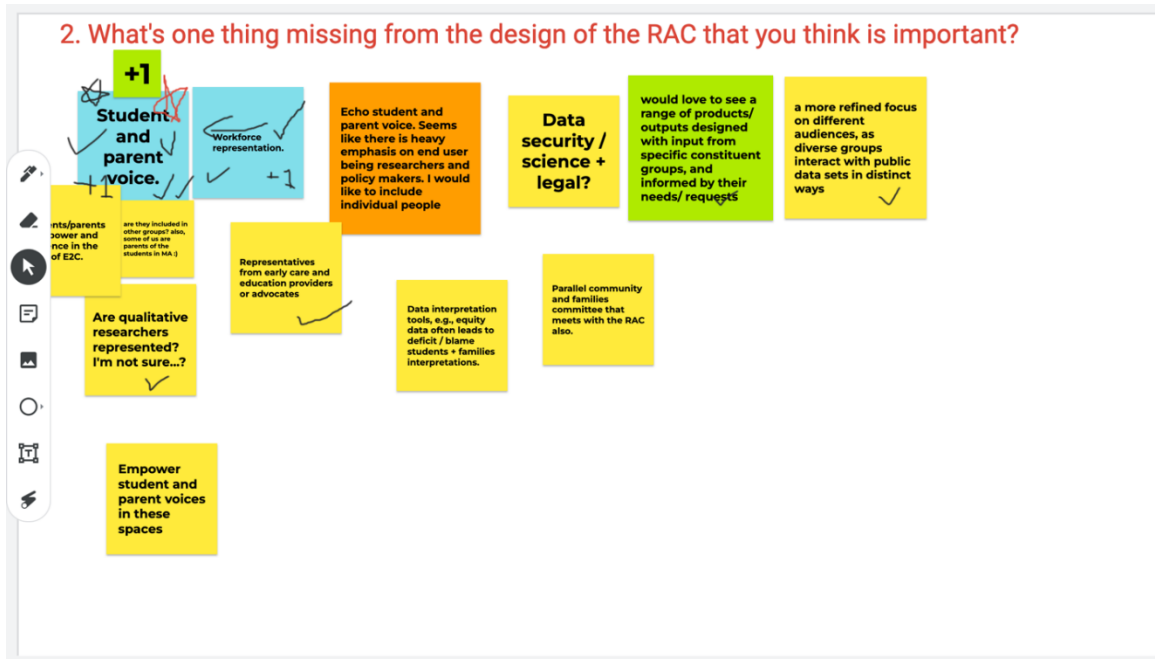 2. What's one thing missing from the design of the RAC that you think is important?
+1
Student
and
parent
voice.
+1
Workforce
representation.
+1
Echo student and
parent voice. Seems
like there is heavy
emphasis on end user
being researchers and
policy makers. I would
like to include
individual people
Data
security /
science +
legal?
would love to see a
range of products/
outputs designed
with input from
specific constituent
groups, and
informed by their
needs/ requests
a more refined focus
on different
audiences, as
diverse groups
interact with public
data sets in distinct
ways
ents/parents
power and
nce in the
of E2C.
are they included in
other groups? also,
some of us are
parents of the
students in MA :)
Representatives
from early care and
education providers
or advocates
Are qualitative
researchers
represented?
I'm not sure...?
Data interpretation
tools, e.g., equity
data often leads to
deficit / blame
students + families
interpretations.
Parallel community
and families
committee that
meets with the RAC
also.
Empower
student and
parent voices
in these
spaces